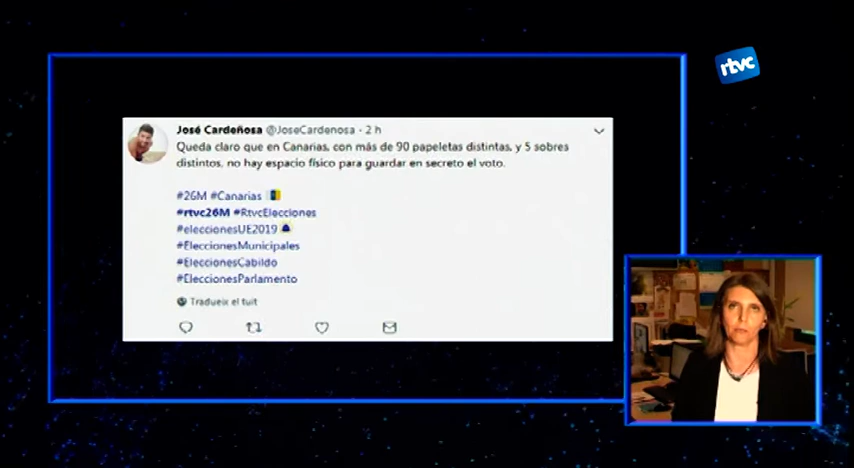 rtvc
José Cardeñosa @JoseCardenosa · 2 h
Queda claro que en Canarias, con más de 90 papeletas distintas, y 5 sobres
distintos, no hay espacio físico para guardar en secreto el voto.
#26M #Canarias
#rtvc26M #RtvcElecciones
#eleccionesUE2019
#EleccionesMunicipales
#EleccionesCabildo
#EleccionesParlamento
Tradueix el tuit